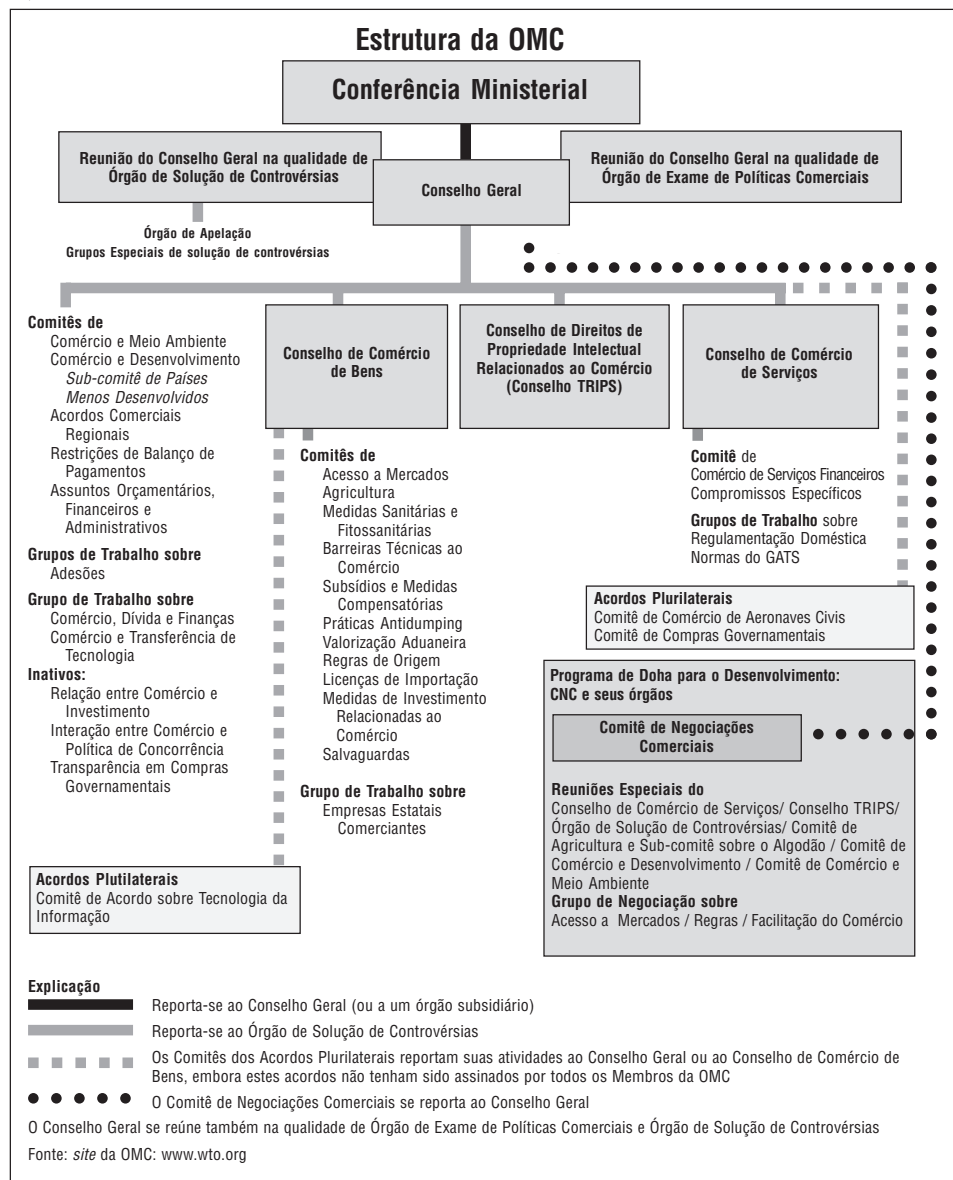 Estrutura da OMC
Conferência Ministerial
Reunião do Conselho Geral na qualidade de
Órgão de Solução de Controvérsias
Conselho Geral
Reunião do Conselho Geral na qualidade de
Órgão de Exame de Políticas Comerciais
Órgão de Apelação
Grupos Especiais de solução de controvérsias
Comitês de
Comércio e Meio Ambiente
Comércio e Desenvolvimento
Sub-comitê de Países
Menos Desenvolvidos
Acordos Comerciais
Regionais
Restrições de Balanço de
Pagamentos
Assuntos Orçamentários,
Financeiros e
Administrativos
Grupos de Trabalho sobre
Adesões
Grupo de Trabalho sobre
Comércio, Dívida e Finanças
Comércio e Transferência de
Tecnologia
Inativos:
Relação entre Comércio e
Investimento
Interação entre Comércio e
Política de Concorrência
Transparência em Compras
Governamentais
Acordos Plutilaterais
Comitê de Acordo sobre Tecnologia da
Informação
Conselho de Comércio
de Bens
Comitês de
Acesso a Mercados
Agricultura
Medidas Sanitárias e
Fitossanitárias
Barreiras Técnicas ao
Comércio
Subsídios e Medidas
Compensatórias
Práticas Antidumping
Valorização Aduaneira
Regras de Origem
Licenças de Importação
Medidas de Investimento
Relacionadas ao
Comércio
Salvaguardas
Grupo de Trabalho sobre
Empresas Estatais
Comerciantes
Conselho de Direitos de
Propriedade Intelectual
Relacionados ao Comércio
(Conselho TRIPS)
Conselho de Comércio
de Serviços
Comitê de
Comércio de Serviços Financeiros
Compromissos Específicos
Grupos de Trabalho sobre
Regulamentação Doméstica
Normas do GATS
Acordos Plurilaterais
Comitê de Comércio de Aeronaves Civis
Comitê de Compras Governamentais
Programa de Doha para o Desenvolvimento:
CNC e seus órgãos
Comitê de Negociações
Comerciais
Reuniões Especiais do
Conselho de Comércio de Serviços/ Conselho TRIPS/
Órgão de Solução de Controvérsias/ Comitê de
Agricultura e Sub-comitê sobre o Algodão / Comitê de
Comércio e Desenvolvimento / Comitê de Comércio e
Meio Ambiente
Grupo de Negociação sobre
Acesso a Mercados / Regras / Facilitação do Comércio
Explicação
Reporta-se ao Conselho Geral (ou a um órgão subsidiário)
Reporta-se ao Órgão de Solução de Controvérsias
Os Comitês dos Acordos Plurilaterais reportam suas atividades ao Conselho Geral ou ao Conselho de Comércio de
Bens, embora estes acordos não tenham sido assinados por todos os Membros da OMC
O Comitê de Negociações Comerciais se reporta ao Conselho Geral
O Conselho Geral se reúne também na qualidade de Órgão de Exame de Políticas Comerciais e Órgão de Solução de Controvérsias
Fonte: site da OMC: www.wto.org